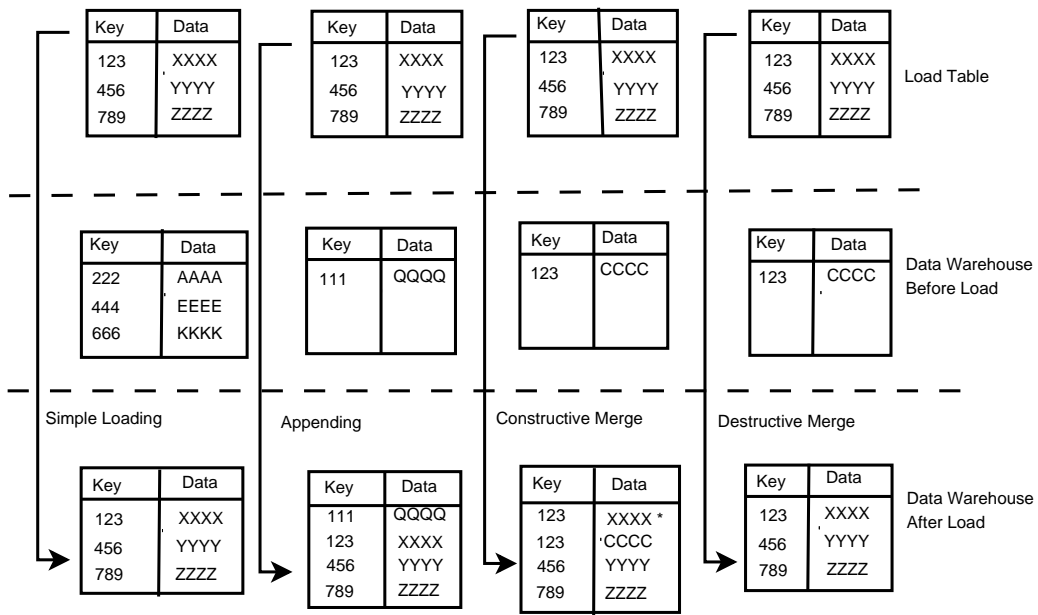 Key Data
123 XXXX
456 YYYY
789 ZZZZ
Key Data
123 XXXX
456 YYYY
789 ZZZZ
Key Data
123 XXXX
456 YYYY
789 ZZZZ
Key Data
123 XXXX
456 YYYY
789 ZZZZ
Load Table
Key Data
222 AAAA
444 EEEE
666 KKKK
Key Data
111 QQQQ
Key Data
123 CCCC
Key Data
123 CCCC
Data Warehouse
Before Load
Simple Loading
Appending
Constructive Merge
Destructive Merge
Key Data
123 XXXX
456 YYYY
789 ZZZZ
Key Data
111 QQQQ
123 XXXX
456 YYYY
789 ZZZZ
Key Data
123 XXXX *
123 CCCC
456 YYYY
789 ZZZZ
Key Data
123 XXXX
456 YYYY
789 ZZZZ
Data Warehouse
After Load